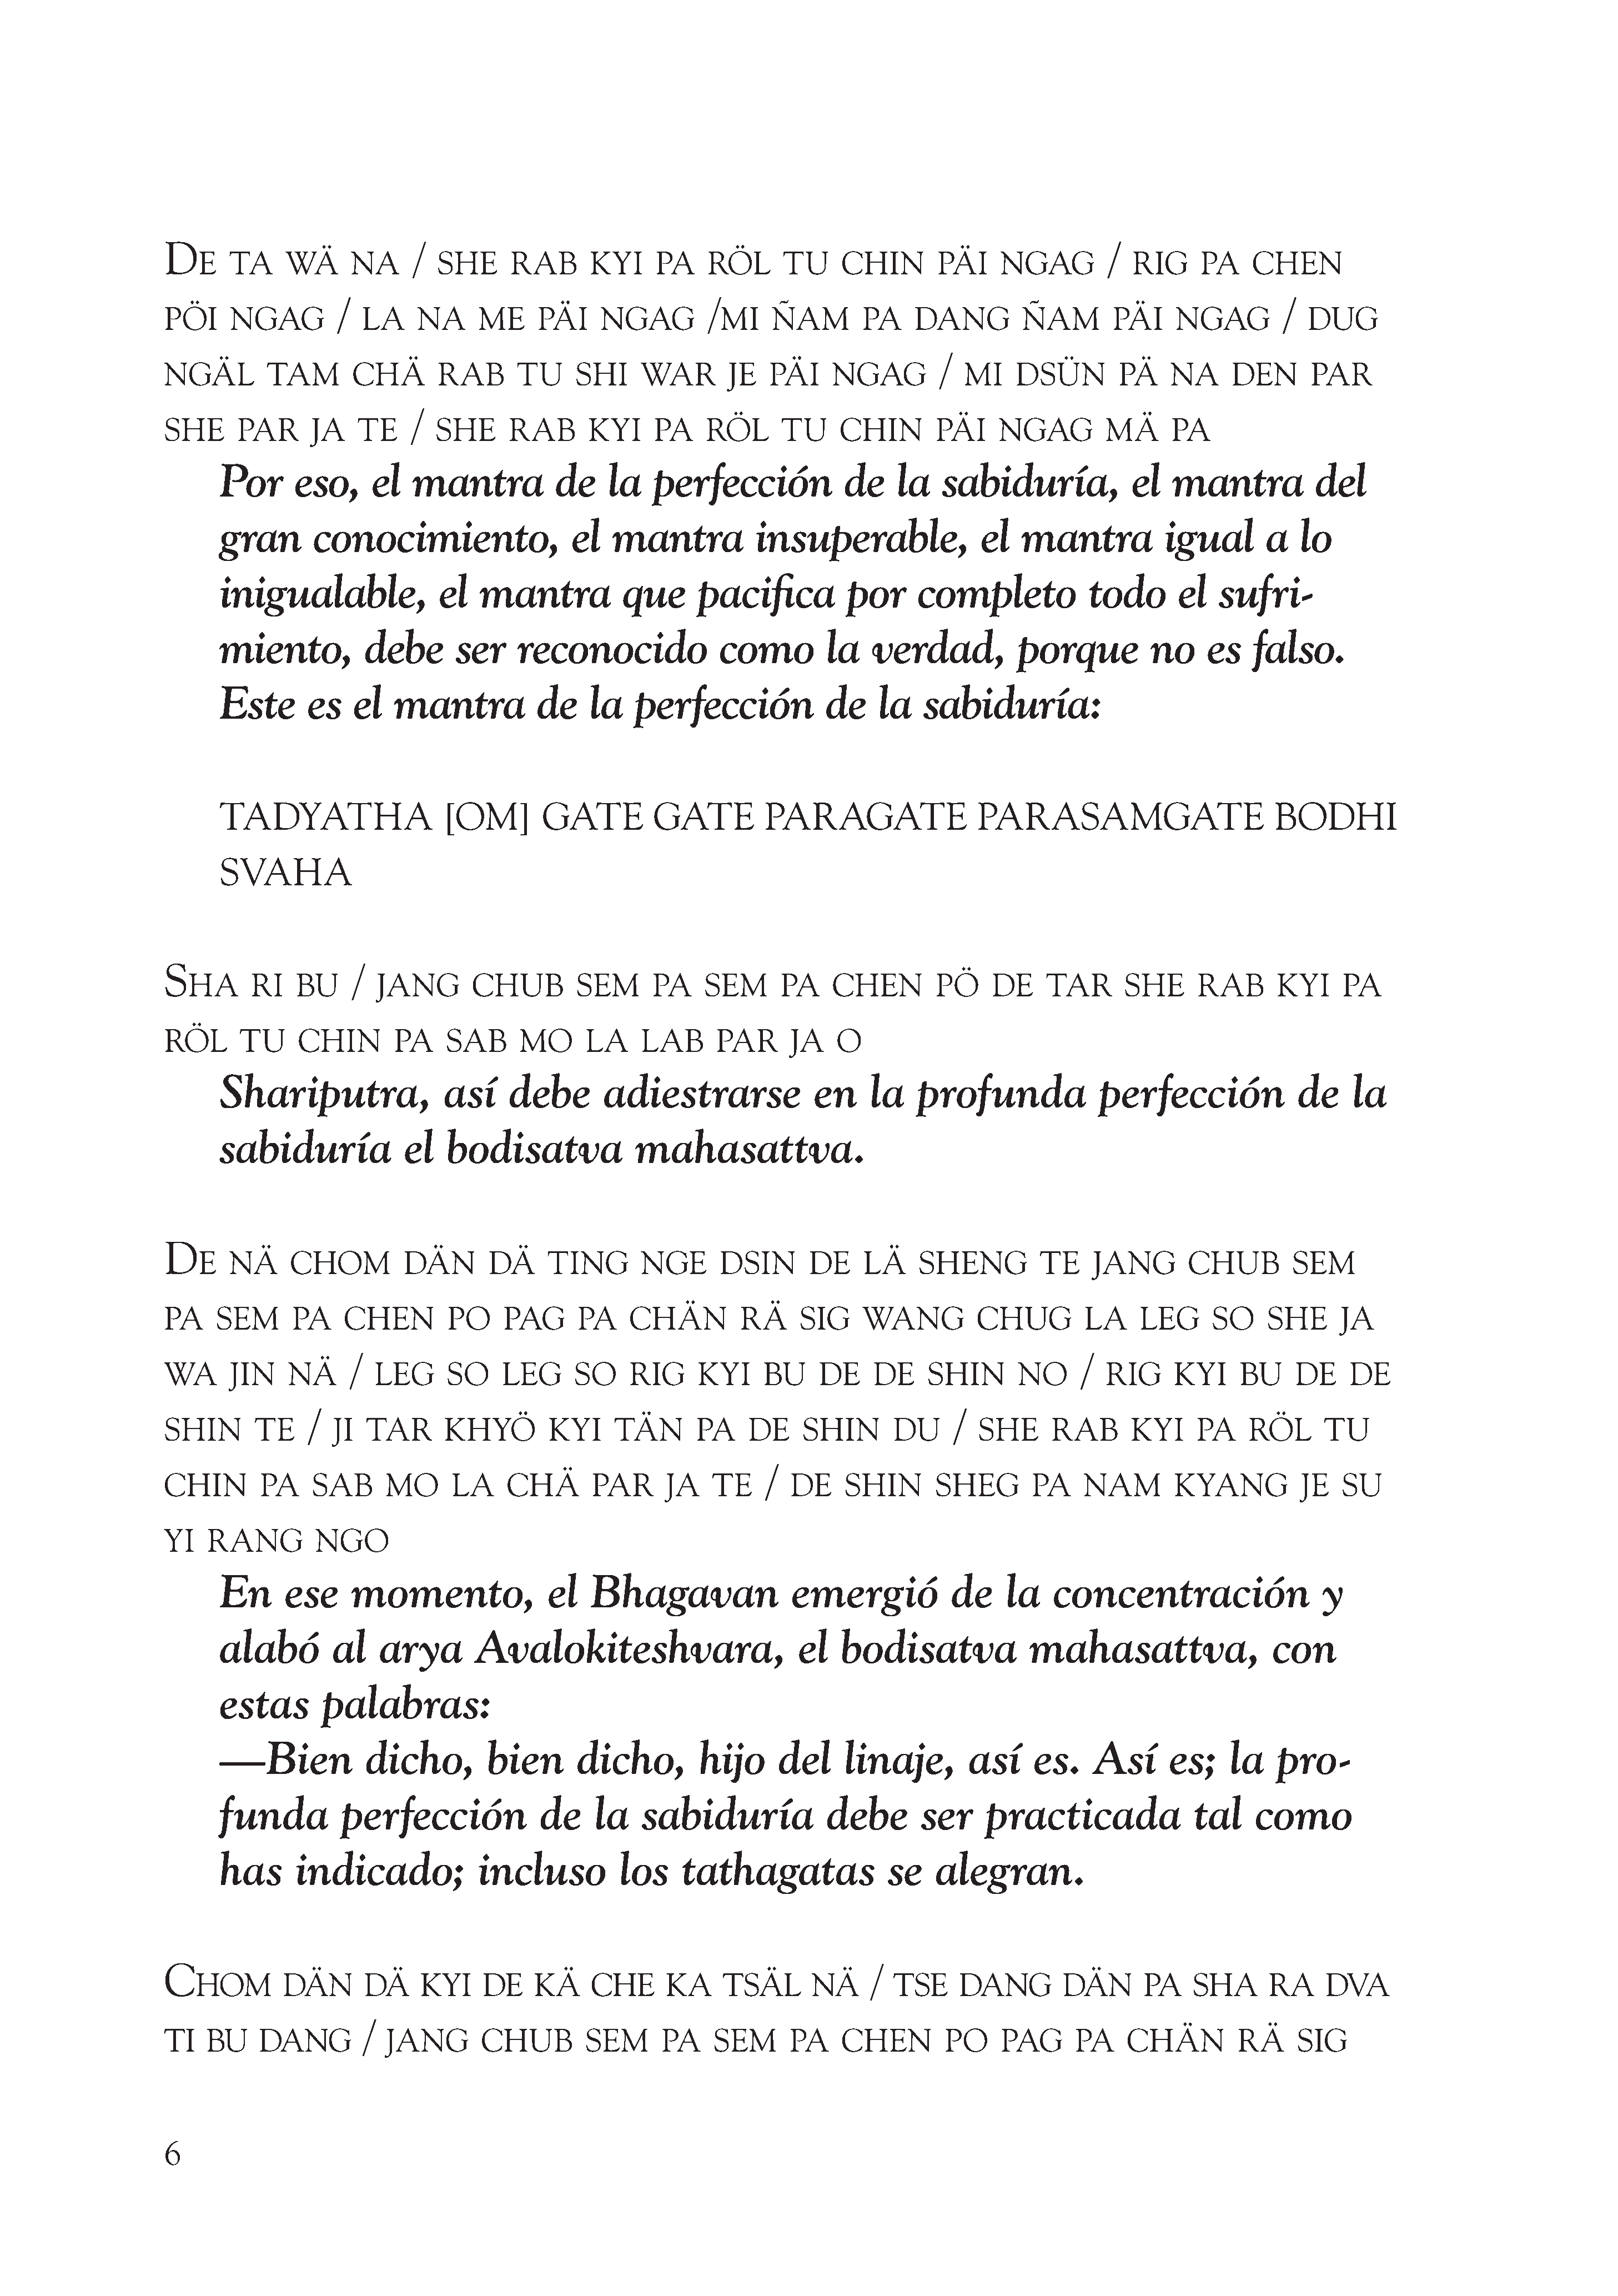 De ta wä na / she rab kyi pa röl tu chin päi ngag / rig pa chen
pöi ngag / la na me päi ngag /mi ñam pa dang ñam päi ngag / dug
ngäl tam chä rab tu shi war je päi ngag / mi dsün pä na den par
she par ja te / she rab kyi pa röl tu chin päi ngag mä pa
Por eso, el mantra de la perfección de la sabiduría, el mantra del
gran conocimiento, el mantra insuperable, el mantra igual a lo
inigualable, el mantra que pacifica por completo todo el sufri-
miento, debe ser reconocido como la verdad, porque no es falso.
Este es el mantra de la perfección de la sabiduría:
TADYATHA [OM] GATE GATE PARAGATE PARASAMGATE BODHI
SVAHA
Sha ri bu / jang chub sem pa sem pa chen pö de tar she rab kyi pa
röl tu chin pa sab mo la lab par ja o
Shariputra, así debe adiestrarse en la profunda perfección de la
sabiduría el bodisatva mahasattva.
De nä chom dän dä ting nge dsin de lä sheng te jang chub sem
pa sem pa chen po pag pa chän rä sig wang chug la leg so she ja
wa jin nä / leg so leg so rig kyi bu de de shin no / rig kyi bu de de
shin te / ji tar khyö kyi tän pa de shin du / she rab kyi pa röl tu
chin pa sab mo la chä par ja te / de shin sheg pa nam kyang je su
yi rang ngo
En ese momento, el Bhagavan emergió de la concentración y
alabó al arya Avalokiteshvara, el bodisatva mahasattva, con
estas palabras:
—Bien dicho, bien dicho, hijo del linaje, así es. Así es; la pro-
funda perfección de la sabiduría debe ser practicada tal como
has indicado; incluso los tathagatas se alegran.
Chom dän dä kyi de kä che ka tsäl nä / tse dang dän pa sha ra dva
ti bu dang / jang chub sem pa sem pa chen po pag pa chän rä sig
6